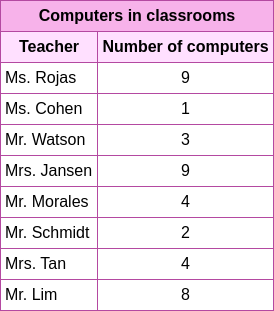 Computers in classrooms
Teacher Number of computers
Ms. Rojas 9
Ms. Cohen 1
Mr. Watson 3
Mrs. Jansen 9
Mr. Morales 4
Mr. Schmidt 2
Mrs. Tan 4
Mr. Lim 8